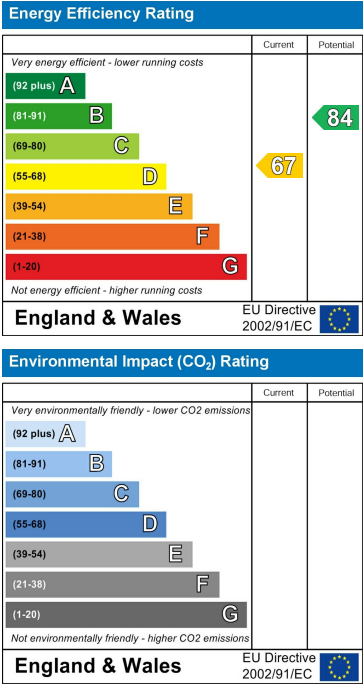 Energy Efficiency Rating
Current Potential
Very energy efficient - lower running costs
(92 plus) A
(81-91) B
(69-80) C
(55-68) D
(39-54) E
(21-38) F
(1-20) G
67
84
Not energy efficient - higher running costs
England & Wales
EU Directive
2002/91/EC
Environmental Impact (CO₂) Rating
Current Potential
Very environmentally friendly - lower CO2 emissions
(92 plus) A
(81-91) B
(69-80) C
(55-68) D
(39-54) E
(21-38) F
(1-20) G
Not environmentally friendly - higher CO2 emissions
England & Wales
EU Directive
2002/91/EC